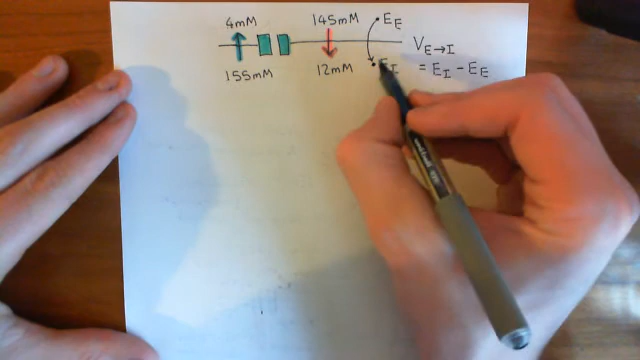 4mM 145mM E_E
V_E→I
155mM 12mM E_I = E_I - E_E